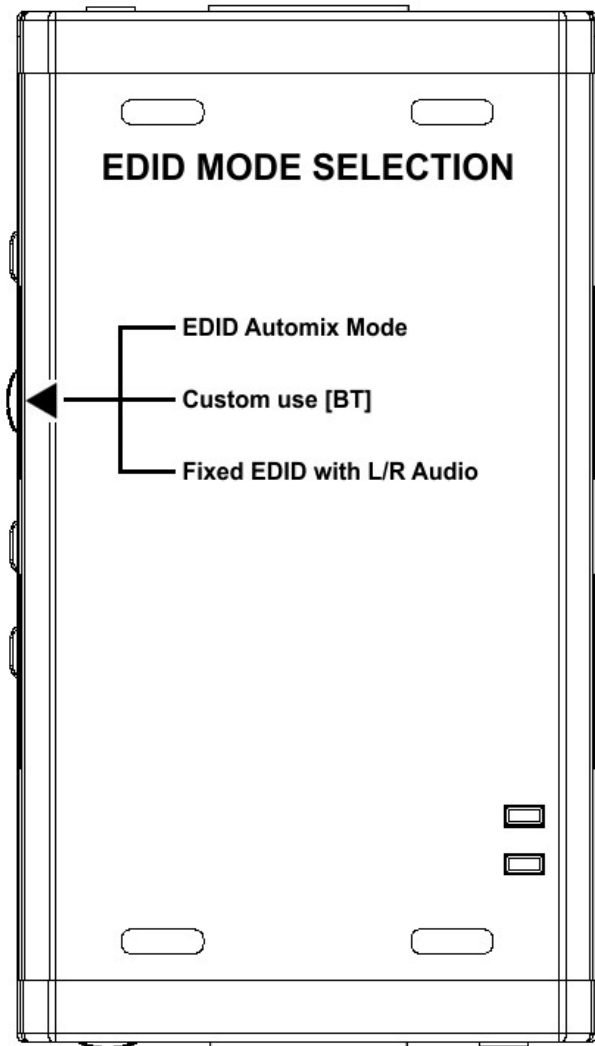 EDID MODE SELECTION
EDID Automix Mode
Custom use [BT]
Fixed EDID with L/R Audio